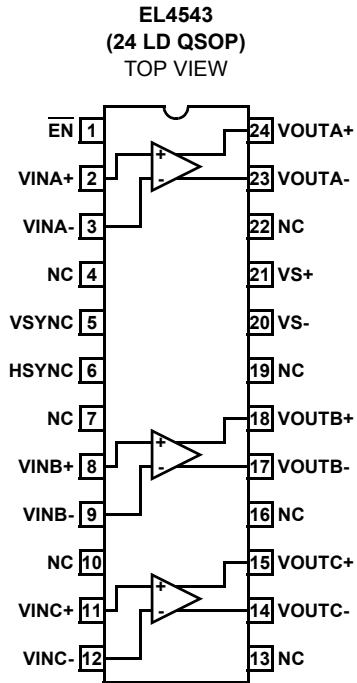 EL4543
(24 LD QSOP)
TOP VIEW
EN 1
24 VOUTA+
VINA+ 2
+
-
23 VOUTA-
VINA- 3
22 NC
NC 4
21 VS+
VSYNC 5
20 VS-
HSYNC 6
19 NC
NC 7
18 VOUTB+
VINB+ 8
+
-
17 VOUTB-
VINB- 9
16 NC
NC 10
15 VOUTC+
VINC+ 11
+
-
14 VOUTC-
VINC- 12
13 NC